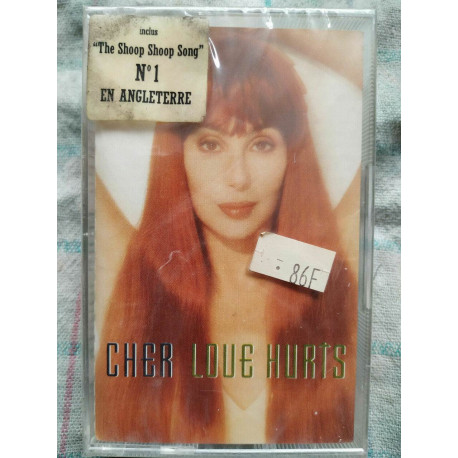 inclus
"The Shoop Shoop Song"
N°1
EN ANGLETERRE
86F
CHER LOVE HURTS